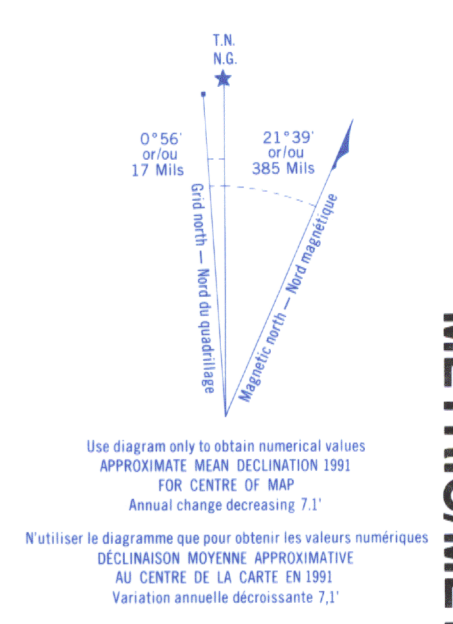 T.N.
N.G.
0°56'
or/ou
17 Mils
21°39'
or/ou
385 Mils
Grid north — Nord du quadrillage
Magnetic north — Nord magnétique
Use diagram only to obtain numerical values
APPROXIMATE MEAN DECLINATION 1991
FOR CENTRE OF MAP
Annual change decreasing 7.1'
N'utiliser le diagramme que pour obtenir les valeurs numériques
DÉCLINAISON MOYENNE APPROXIMATIVE
AU CENTRE DE LA CARTE EN 1991
Variation annuelle décroissante 7,1'